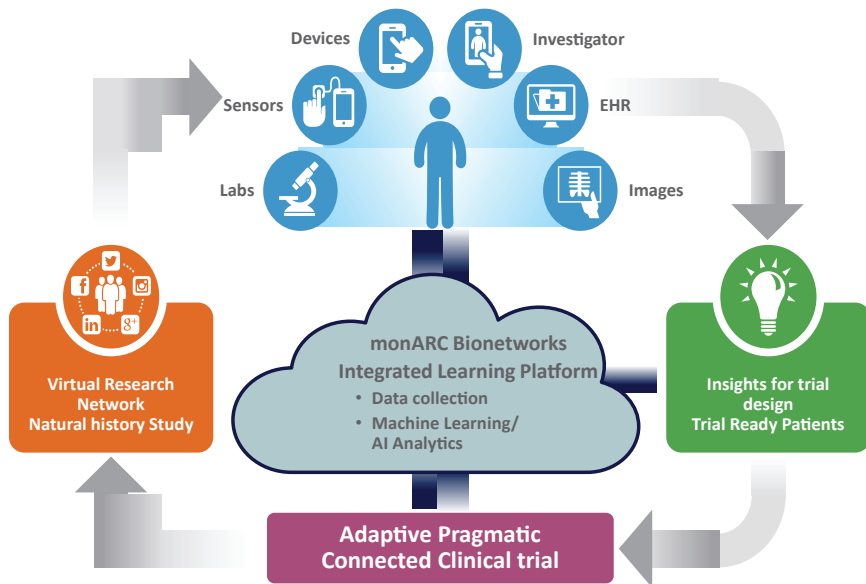 Devices
Investigator
Sensors
EHR
Labs
Images
f
in
g+
monARC Bionetworks
Integrated Learning Platform
• Data collection
• Machine Learning/
AI Analytics
Virtual Research
Network
Natural history Study
Insights for trial
design
Trial Ready Patients
Adaptive Pragmatic
Connected Clinical trial